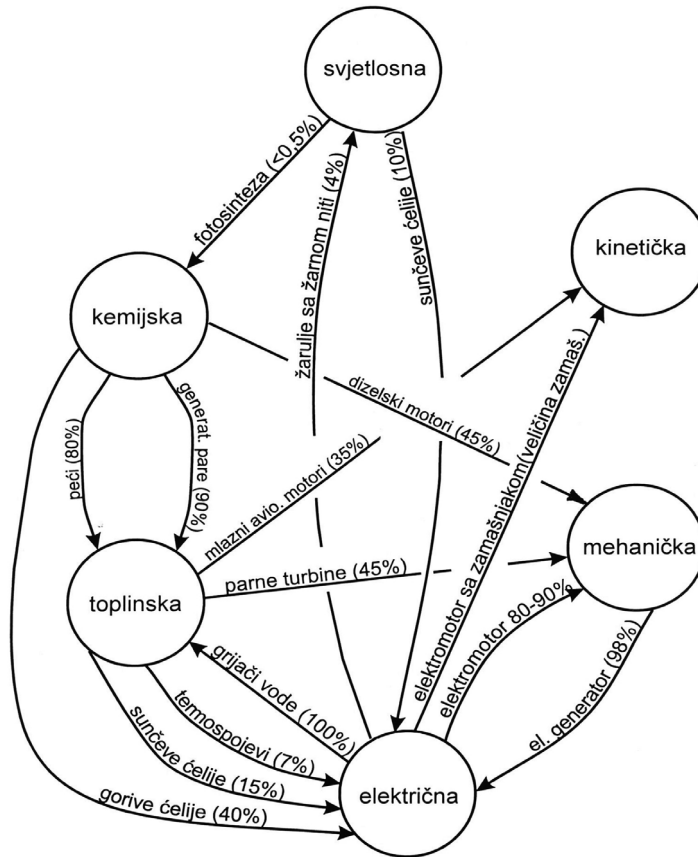 svjetlosna
fotosinteza (<0,5%)
žarulje sa žarnom niti (4%)
sunčeve ćelije (10%)
kinetička
kemijska
dizelski motori (45%)
peći (80%)
generat. pare (90%)
mlazni avio. motori (35%)
elektromotor sa zamašnjakom(veličina zamaš.)
mehanička
toplinska
parne turbine (45%)
elektromotor 80-90%
grijači vode (100%)
el. generator (98%)
termospojevi (7%)
sunčeve ćelije (15%)
gorive ćelije (40%)
električna